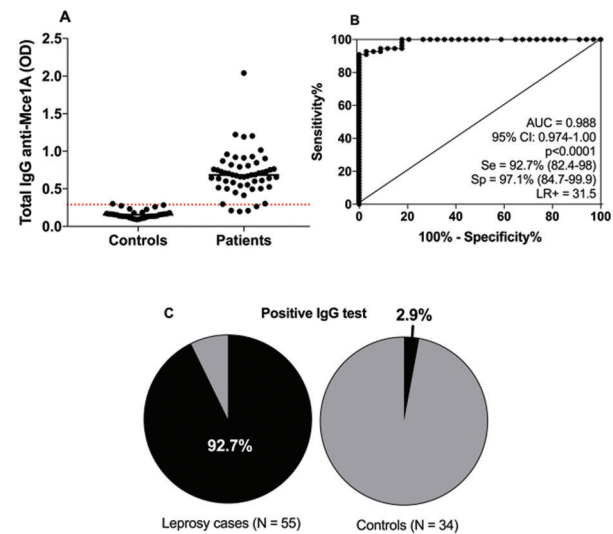 A
Total IgG anti-Mce1A (OD)
2.5
2.0
1.5
1.0
0.5
0.0
Controls
Patients
B
Sensitivity%
100
80
60
40
20
0
0
20
40
60
80
100
100% - Specificity%
AUC = 0.988
95% CI: 0.974-1.00
p<0.0001
Se = 92.7% (82.4-98)
Sp = 97.1% (84.7-99.9)
LR+ = 31.5
C
Positive IgG test
2.9%
92.7%
Leprosy cases (N = 55)
Controls (N = 34)